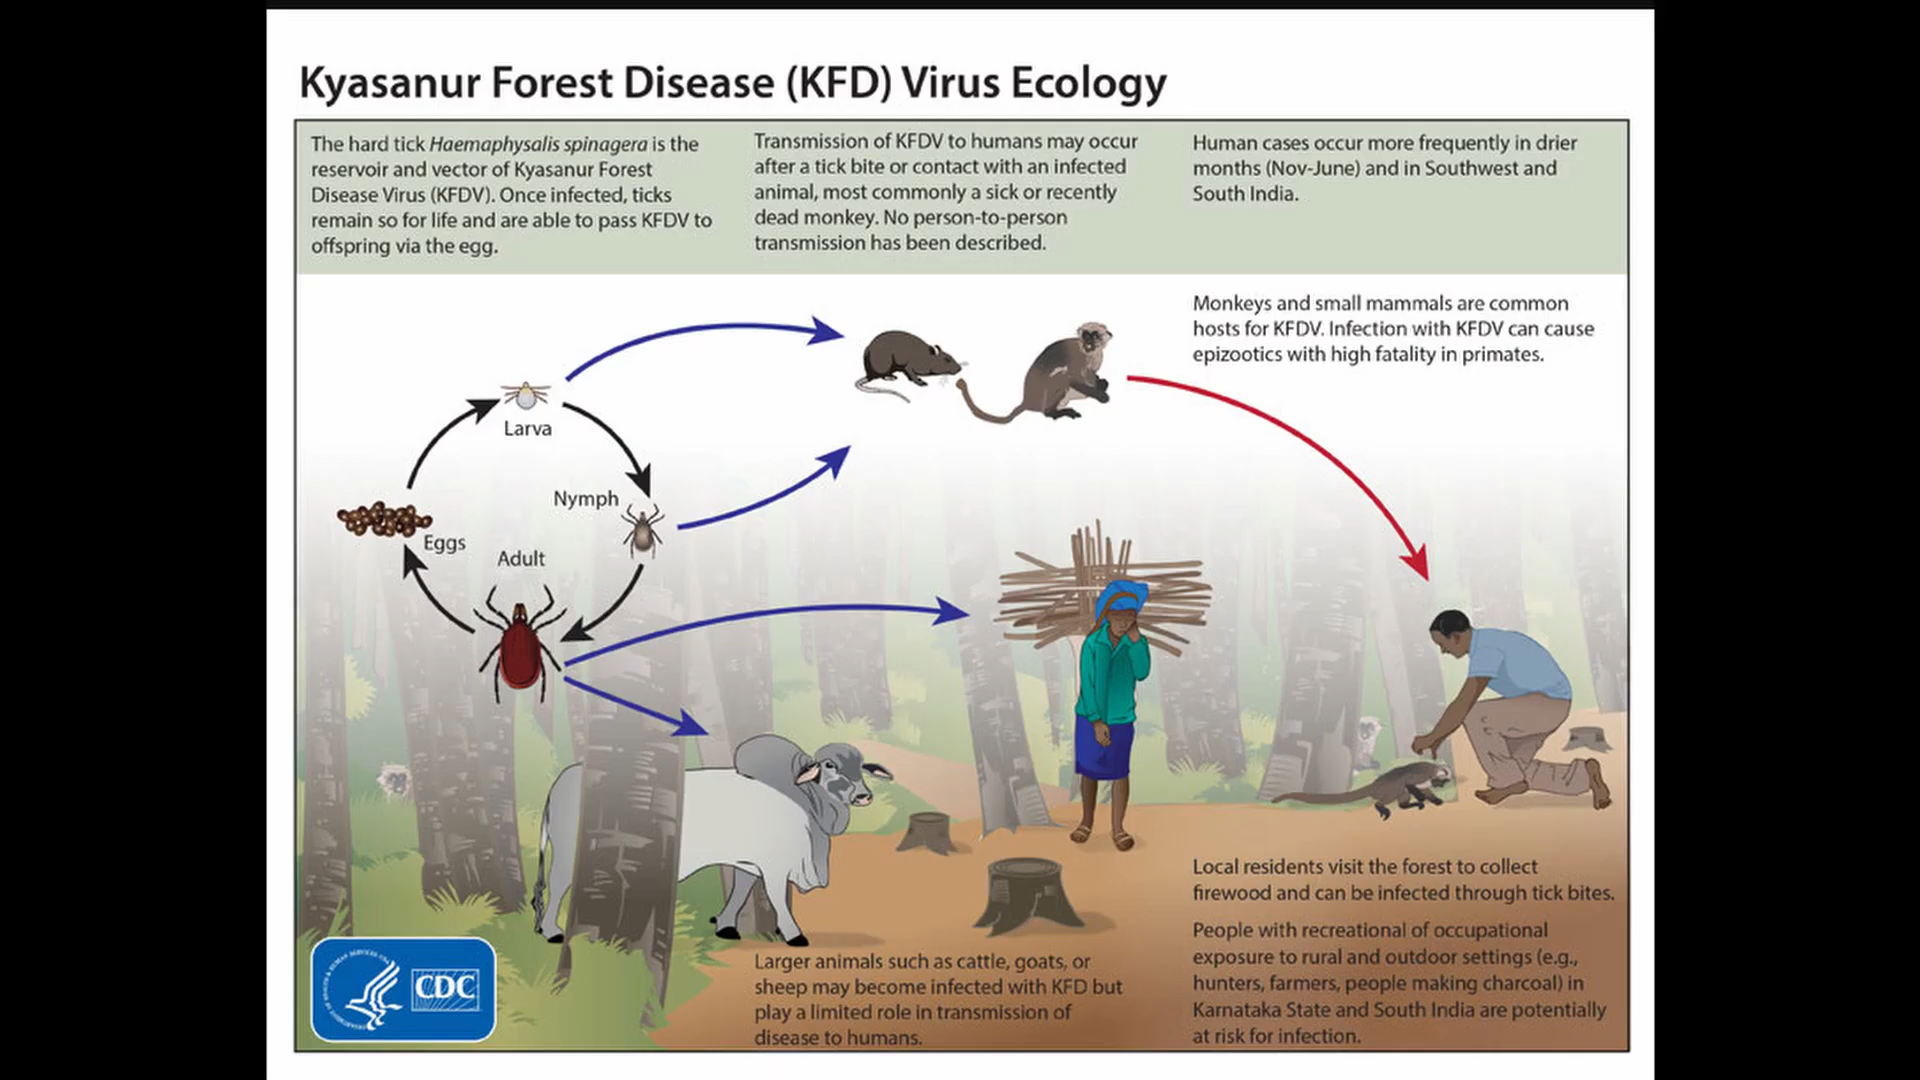 Kyasanur Forest Disease (KFD) Virus Ecology
The hard tick Haemaphysalis spinagera is the
reservoir and vector of Kyasanur Forest
Disease Virus (KFDV). Once infected, ticks
remain so for life and are able to pass KFDV to
offspring via the egg.
Transmission of KFDV to humans may occur
after a tick bite or contact with an infected
animal, most commonly a sick or recently
dead monkey. No person-to-person
transmission has been described.
Human cases occur more frequently in drier
months (Nov-June) and in Southwest and
South India.
Monkeys and small mammals are common
hosts for KFDV. Infection with KFDV can cause
epizootics with high fatality in primates.
Larva
Nymph
Eggs
Adult
Local residents visit the forest to collect
firewood and can be infected through tick bites.
People with recreational of occupational
exposure to rural and outdoor settings (e.g.,
hunters, farmers, people making charcoal) in
Karnataka State and South India are potentially
at risk for infection.
Larger animals such as cattle, goats, or
sheep may become infected with KFD but
play a limited role in transmission of
disease to humans.
CDC